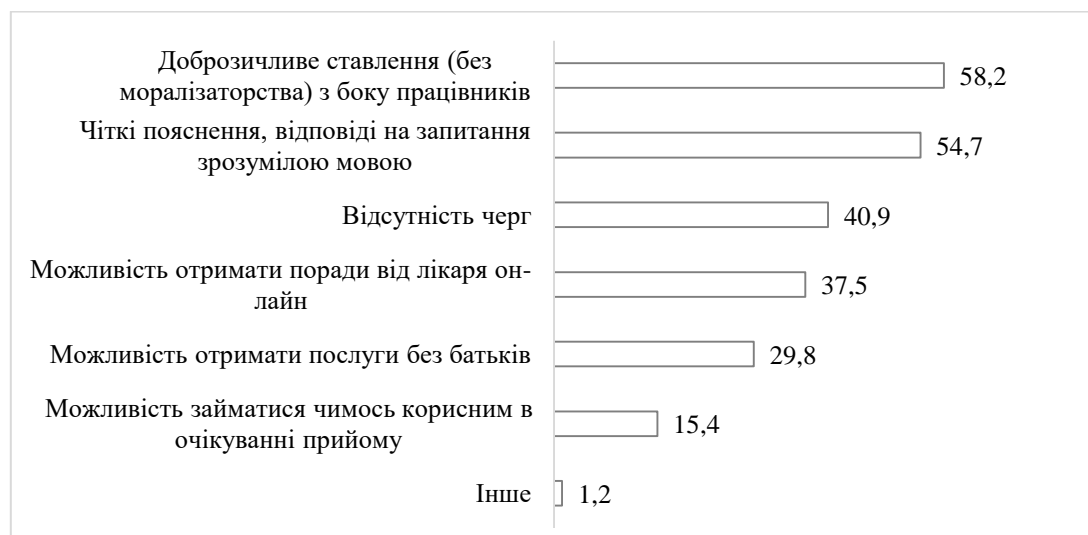 Доброзичливе ставлення (без
моралізаторства) з боку працівників
58,2
Чіткі пояснення, відповіді на запитання
зрозумілою мовою
54,7
Відсутність черг
40,9
Можливість отримати поради від лікаря он-
лайн
37,5
Можливість отримати послуги без батьків
29,8
Можливість займатися чимось корисним в
очікуванні прийому
15,4
Інше
1,2